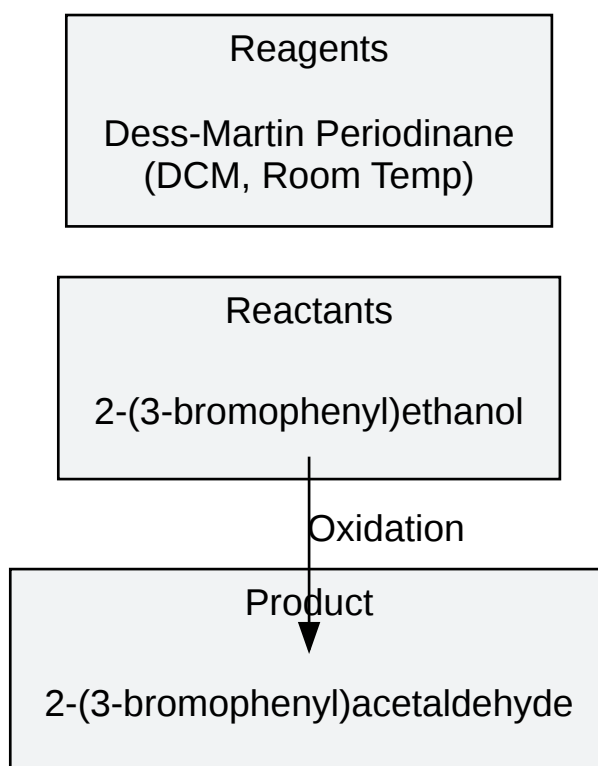 Reagents
Dess-Martin Periodinane
(DCM, Room Temp)
Reactants
2-(3-bromophenyl)ethanol
Oxidation
Product
2-(3-bromophenyl)acetaldehyde